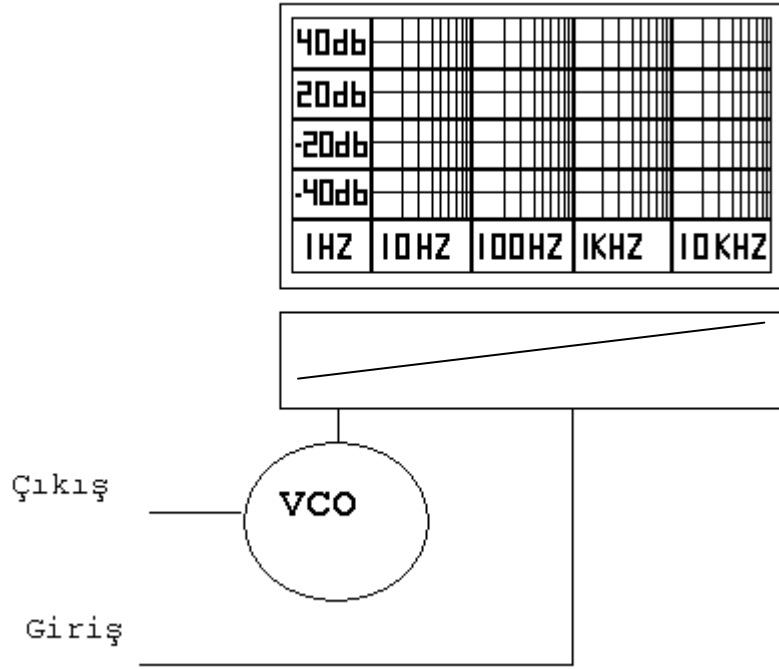 40db
20db
-20db
-40db
1HZ 10HZ 100HZ 1KHZ 10KHZ
VCO
Çıkış
Giriş